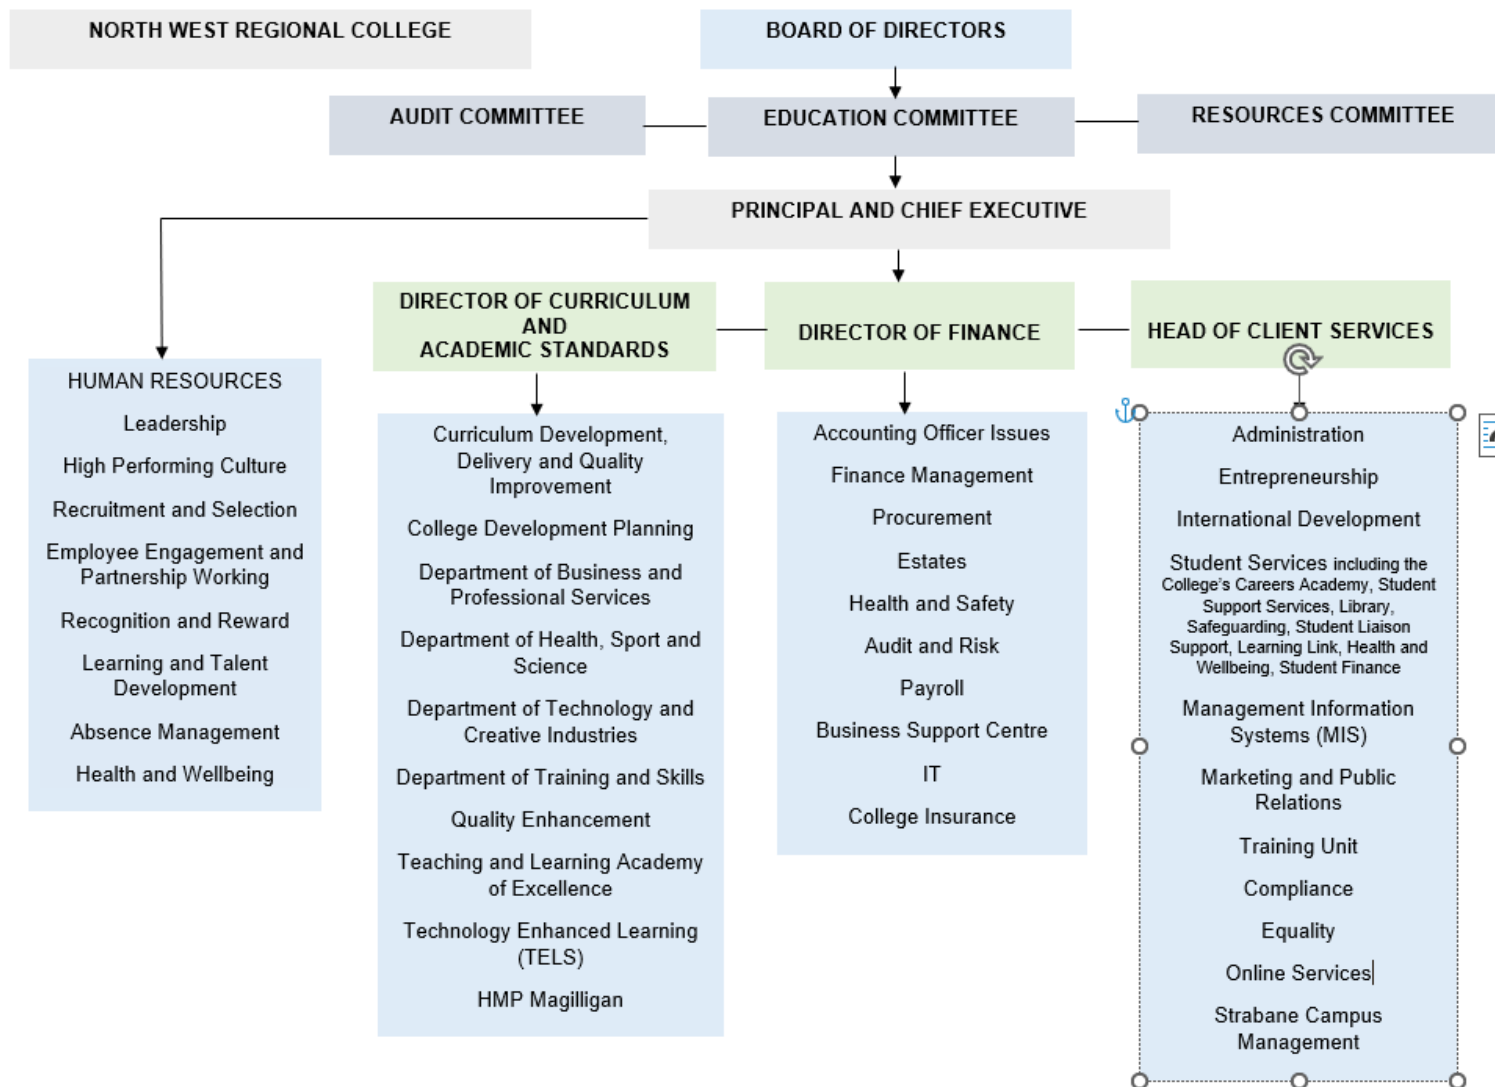 NORTH WEST REGIONAL COLLEGE
BOARD OF DIRECTORS
AUDIT COMMITTEE
EDUCATION COMMITTEE
RESOURCES COMMITTEE
PRINCIPAL AND CHIEF EXECUTIVE
DIRECTOR OF CURRICULUM
AND
ACADEMIC STANDARDS
DIRECTOR OF FINANCE
HEAD OF CLIENT SERVICES
HUMAN RESOURCES
Leadership
High Performing Culture
Recruitment and Selection
Employee Engagement and
Partnership Working
Recognition and Reward
Learning and Talent
Development
Absence Management
Health and Wellbeing
Curriculum Development,
Delivery and Quality
Improvement
College Development Planning
Department of Business and
Professional Services
Department of Health, Sport and
Science
Department of Technology and
Creative Industries
Department of Training and Skills
Quality Enhancement
Teaching and Learning Academy
of Excellence
Technology Enhanced Learning
(TELS)
HMP Magilligan
Accounting Officer Issues
Finance Management
Procurement
Estates
Health and Safety
Audit and Risk
Payroll
Business Support Centre
IT
College Insurance
Administration
Entrepreneurship
International Development
Student Services including the
College's Careers Academy, Student
Support Services, Library,
Safeguarding, Student Liaison
Support, Learning Link, Health and
Wellbeing, Student Finance
Management Information
Systems (MIS)
Marketing and Public
Relations
Training Unit
Compliance
Equality
Online Services
Strabane Campus
Management